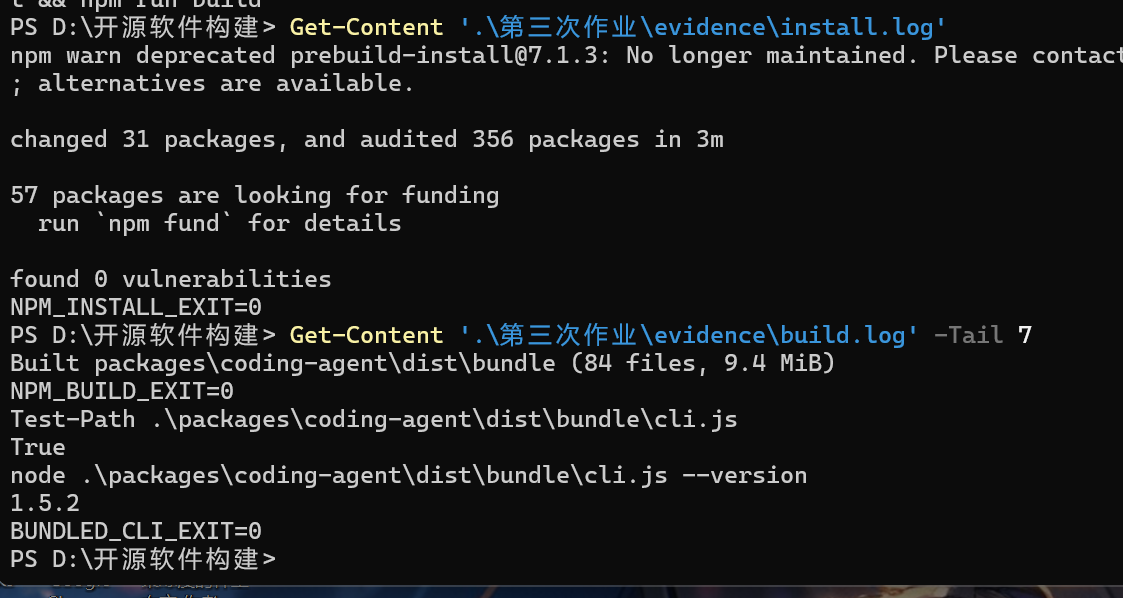 t && npm run build
PS D:\开源软件构建> Get-Content '.\第三次作业\evidence\install.log'
npm warn deprecated prebuild-install@7.1.3: No longer maintained. Please contact
; alternatives are available.
changed 31 packages, and audited 356 packages in 3m
57 packages are looking for funding
  run `npm fund` for details
found 0 vulnerabilities
NPM_INSTALL_EXIT=0
PS D:\开源软件构建> Get-Content '.\第三次作业\evidence\build.log' -Tail 7
Built packages\coding-agent\dist\bundle (84 files, 9.4 MiB)
NPM_BUILD_EXIT=0
Test-Path .\packages\coding-agent\dist\bundle\cli.js
True
node .\packages\coding-agent\dist\bundle\cli.js --version
1.5.2
BUNDLED_CLI_EXIT=0
PS D:\开源软件构建>